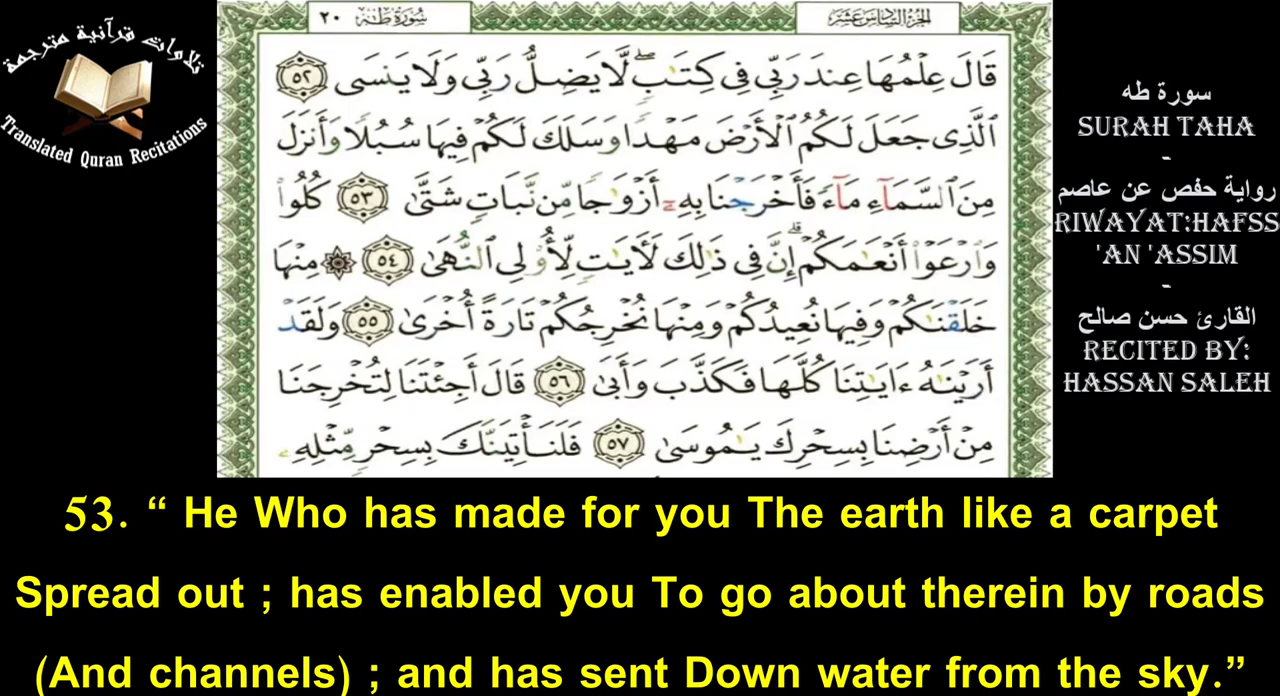 تلاوات قرآنية مترجمة
Translated Quran Recitations
سُورَةُ طه ٢٠
الجزء السادس عشر
قَالَ عِلْمُهَا عِندَ رَبِّى فِى كِتَٰبٍۖ لَّا يَضِلُّ رَبِّى وَلَا يَنسَى ٥٢
ٱلَّذِى جَعَلَ لَكُمُ ٱلْأَرْضَ مَهْدًا وَسَلَكَ لَكُمْ فِيهَا سُبُلًا وَأَنزَلَ
مِنَ ٱلسَّمَآءِ مَآءً فَأَخْرَجْنَا بِهِۦٓ أَزْوَٰجًا مِّن نَّبَاتٍ شَتَّىٰ ٥٣ كُلُوا۟
وَٱرْعَوْا۟ أَنْعَٰمَكُمْۗ إِنَّ فِى ذَٰلِكَ لَءَايَٰتٍ لِّأُو۟لِى ٱلنُّهَىٰ ٥٤ ۞ مِنْهَا
خَلَقْنَٰكُمْ وَفِيهَا نُعِيدُكُمْ وَمِنْهَا نُخْرِجُكُمْ تَارَةً أُخْرَىٰ ٥٥ وَلَقَدْ
أَرَيْنَٰهُ ءَايَٰتِنَا كُلَّهَا فَكَذَّبَ وَأَبَىٰ ٥٦ قَالَ أَجِئْتَنَا لِتُخْرِجَنَا
مِنْ أَرْضِنَا بِسِحْرِكَ يَٰمُوسَىٰ ٥٧ فَلَنَأْتِيَنَّكَ بِسِحْرٍ مِّثْلِهِۦ
سورة طه
SURAH TAHA
-
رواية حفص عن عاصم
RIWAYAT:HAFSS
'AN 'ASSIM
-
القارئ حسن صالح
RECITED BY:
HASSAN SALEH
53. “ He Who has made for you The earth like a carpet
Spread out ; has enabled you To go about therein by roads
(And channels) ; and has sent Down water from the sky.”